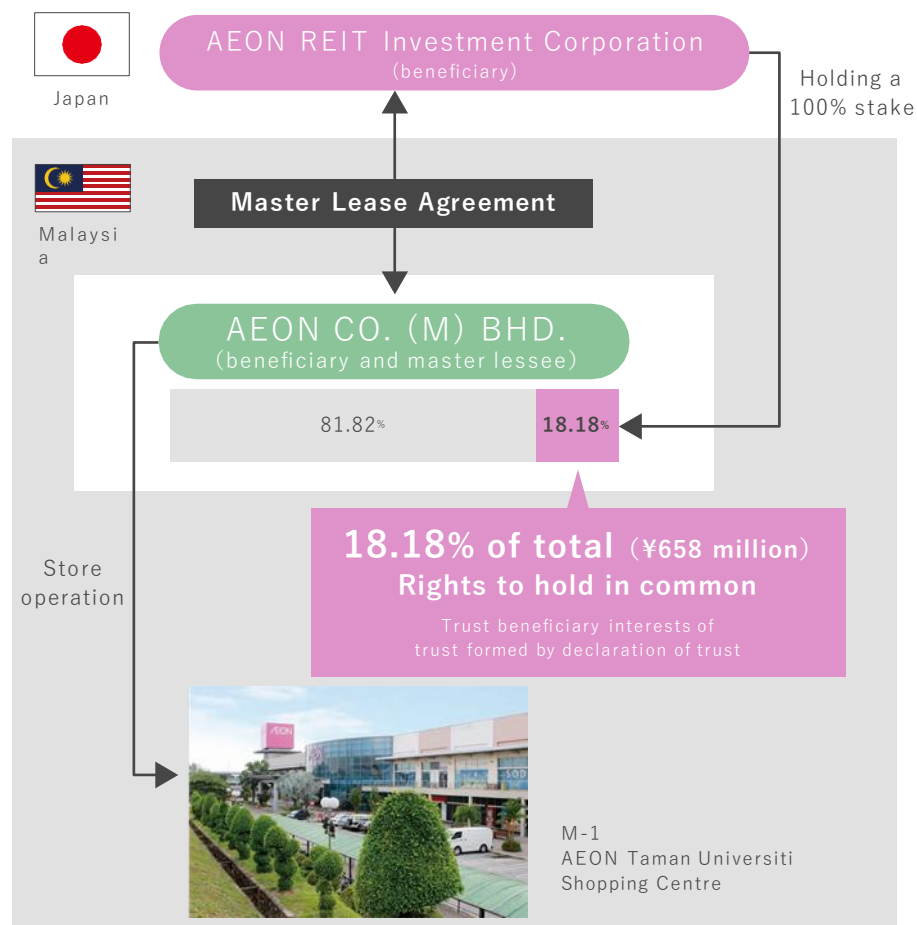 AEON REIT Investment Corporation
(beneficiary)
Japan
Holding a
100% stake
Malaysi
a
Master Lease Agreement
AEON CO. (M) BHD.
(beneficiary and master lessee)
81.82%
18.18%
18.18% of total (¥658 million)
Rights to hold in common
Trust beneficiary interests of
trust formed by declaration of trust
Store
operation
ÆON
M-1
AEON Taman Universiti
Shopping Centre